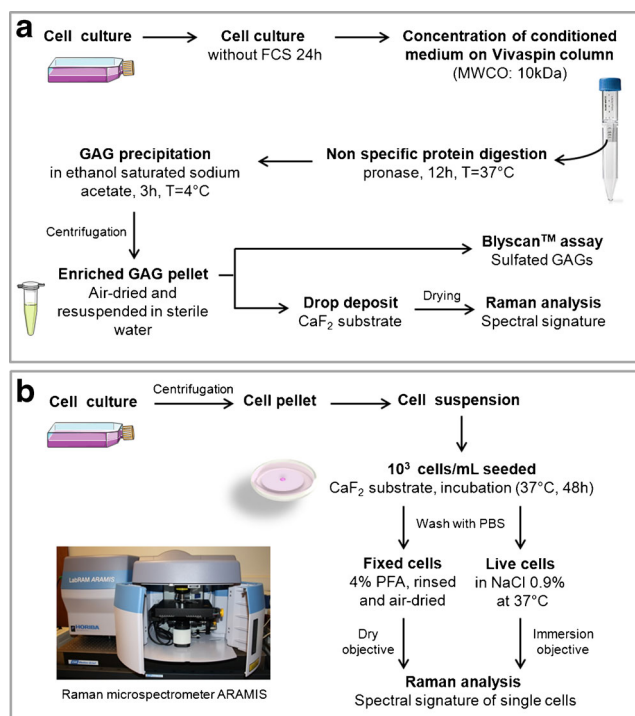 a
Cell culture
Cell culture
without FCS 24h
Concentration of conditioned
medium on Vivaspin column
(MWCO: 10kDa)
GAG precipitation
in ethanol saturated sodium
acetate, 3h, T=4°C
Non specific protein digestion
pronase, 12h, T=37°C
Centrifugation
Enriched GAG pellet
Air-dried and
resuspended in sterile
water
Blyscan™ assay
Sulfated GAGs
Drop deposit
CaF₂ substrate
Drying
Raman analysis
Spectral signature
b
Cell culture
Centrifugation
Cell pellet
Cell suspension
10³ cells/mL seeded
CaF₂ substrate, incubation (37°C, 48h)
Wash with PBS
Fixed cells
4% PFA, rinsed
and air-dried
Live cells
in NaCl 0.9%
at 37°C
Dry
objective
Immersion
objective
Raman analysis
Spectral signature of single cells
LabRAM ARAMIS
HORIBA
Raman microspectrometer ARAMIS